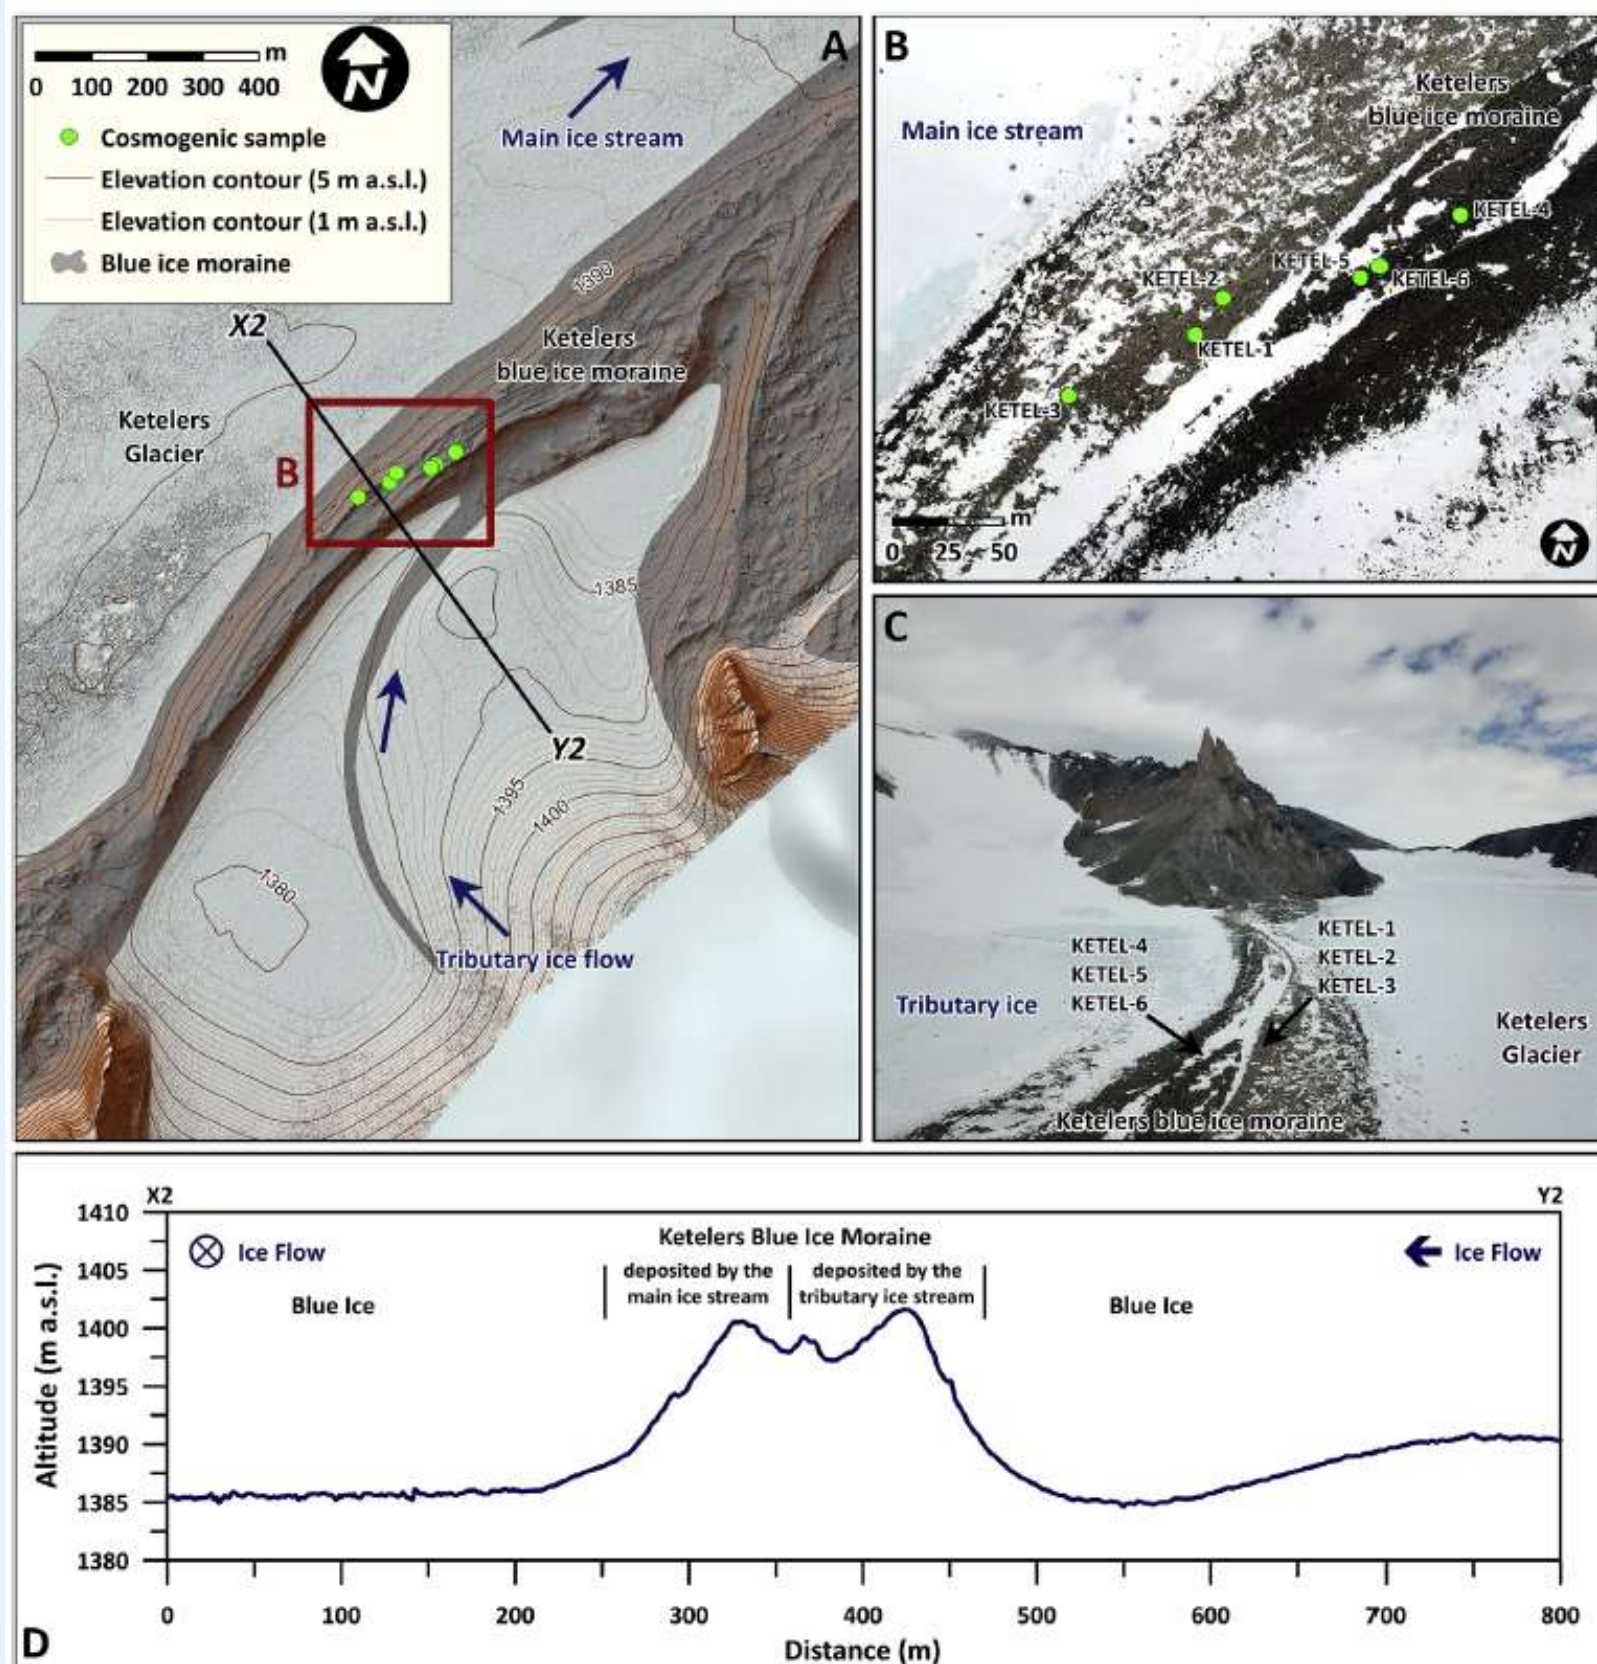 A
m
0 100 200 300 400
N
Cosmogenic sample
Elevation contour (5 m a.s.l.)
Elevation contour (1 m a.s.l.)
Blue ice moraine
Main ice stream
1390
X2
Ketelers
blue ice moraine
Ketelers
Glacier
B
1385
Y2
1395
1400
1380
Tributary ice flow
B
Ketelers
blue ice moraine
Main ice stream
KETEL-4
KETEL-5
KETEL-2
KETEL-6
KETEL-1
KETEL-3
m
0 25 50
N
C
KETEL-1
KETEL-2
KETEL-3
KETEL-4
KETEL-5
KETEL-6
Tributary ice
Ketelers
Glacier
Ketelers blue ice moraine
X2
Y2
1410
1405
1400
1395
1390
1385
1380
Altitude (m a.s.l.)
Ice Flow
Ketelers Blue Ice Moraine
Ice Flow
deposited by the
main ice stream
deposited by the
tributary ice stream
Blue Ice
Blue Ice
0 100 200 300 400 500 600 700 800
Distance (m)
D